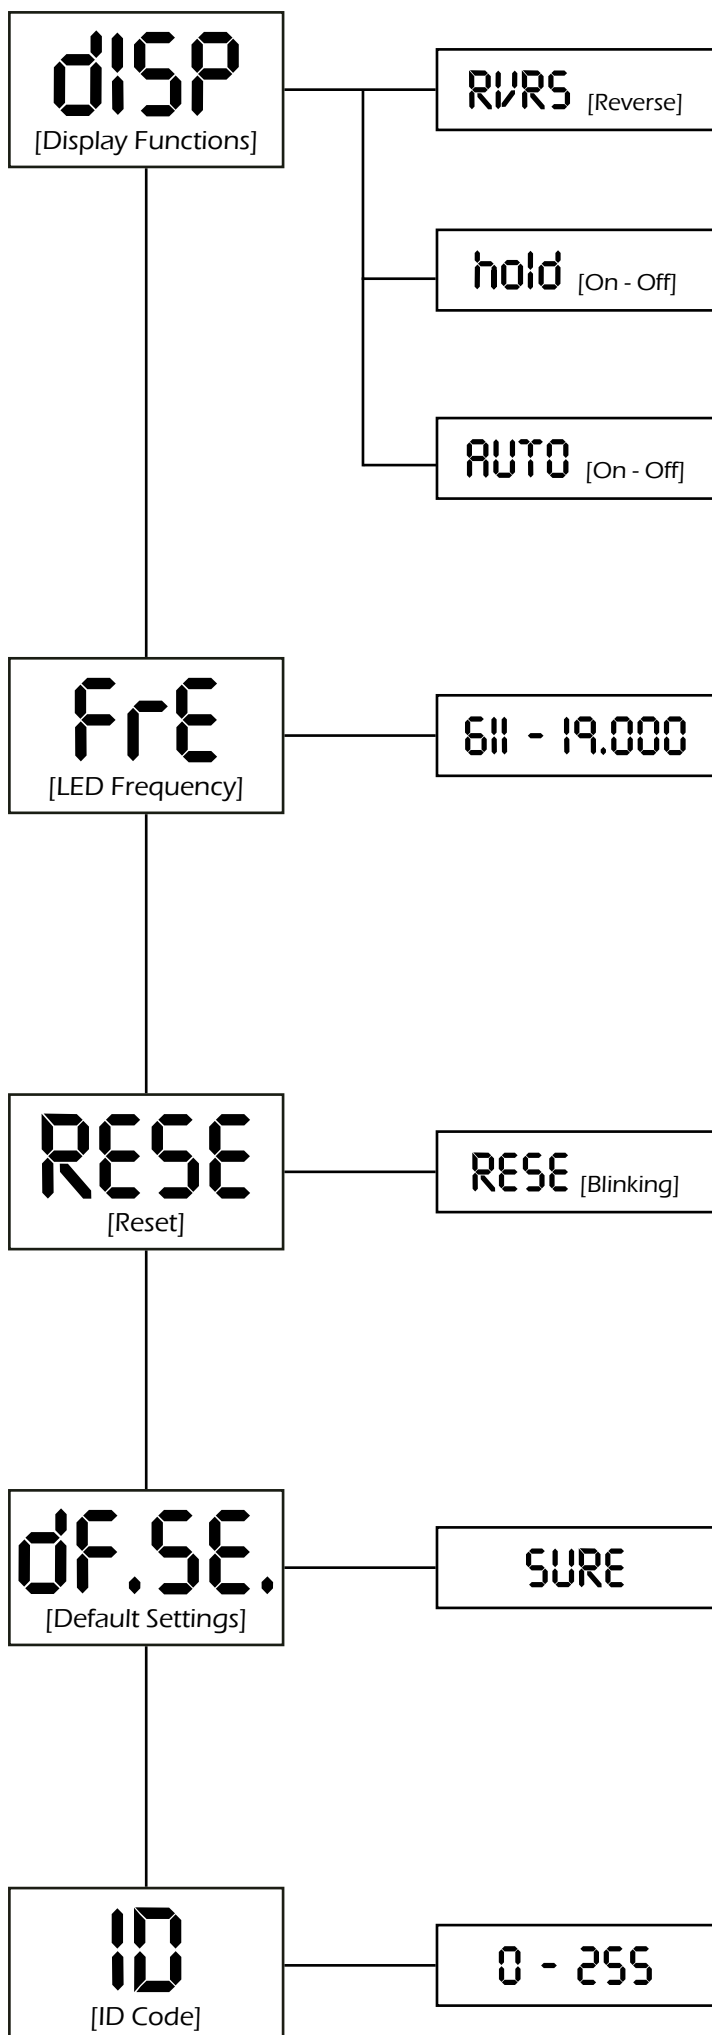 dISP
[Display Functions]
RVRS [Reverse]
hold [On - Off]
AUTO [On - Off]
FrE
[LED Frequency]
611 - 19.000
RESE
[Reset]
RESE [Blinking]
dF.SE.
[Default Settings]
SURE
ID
[ID Code]
0 - 255